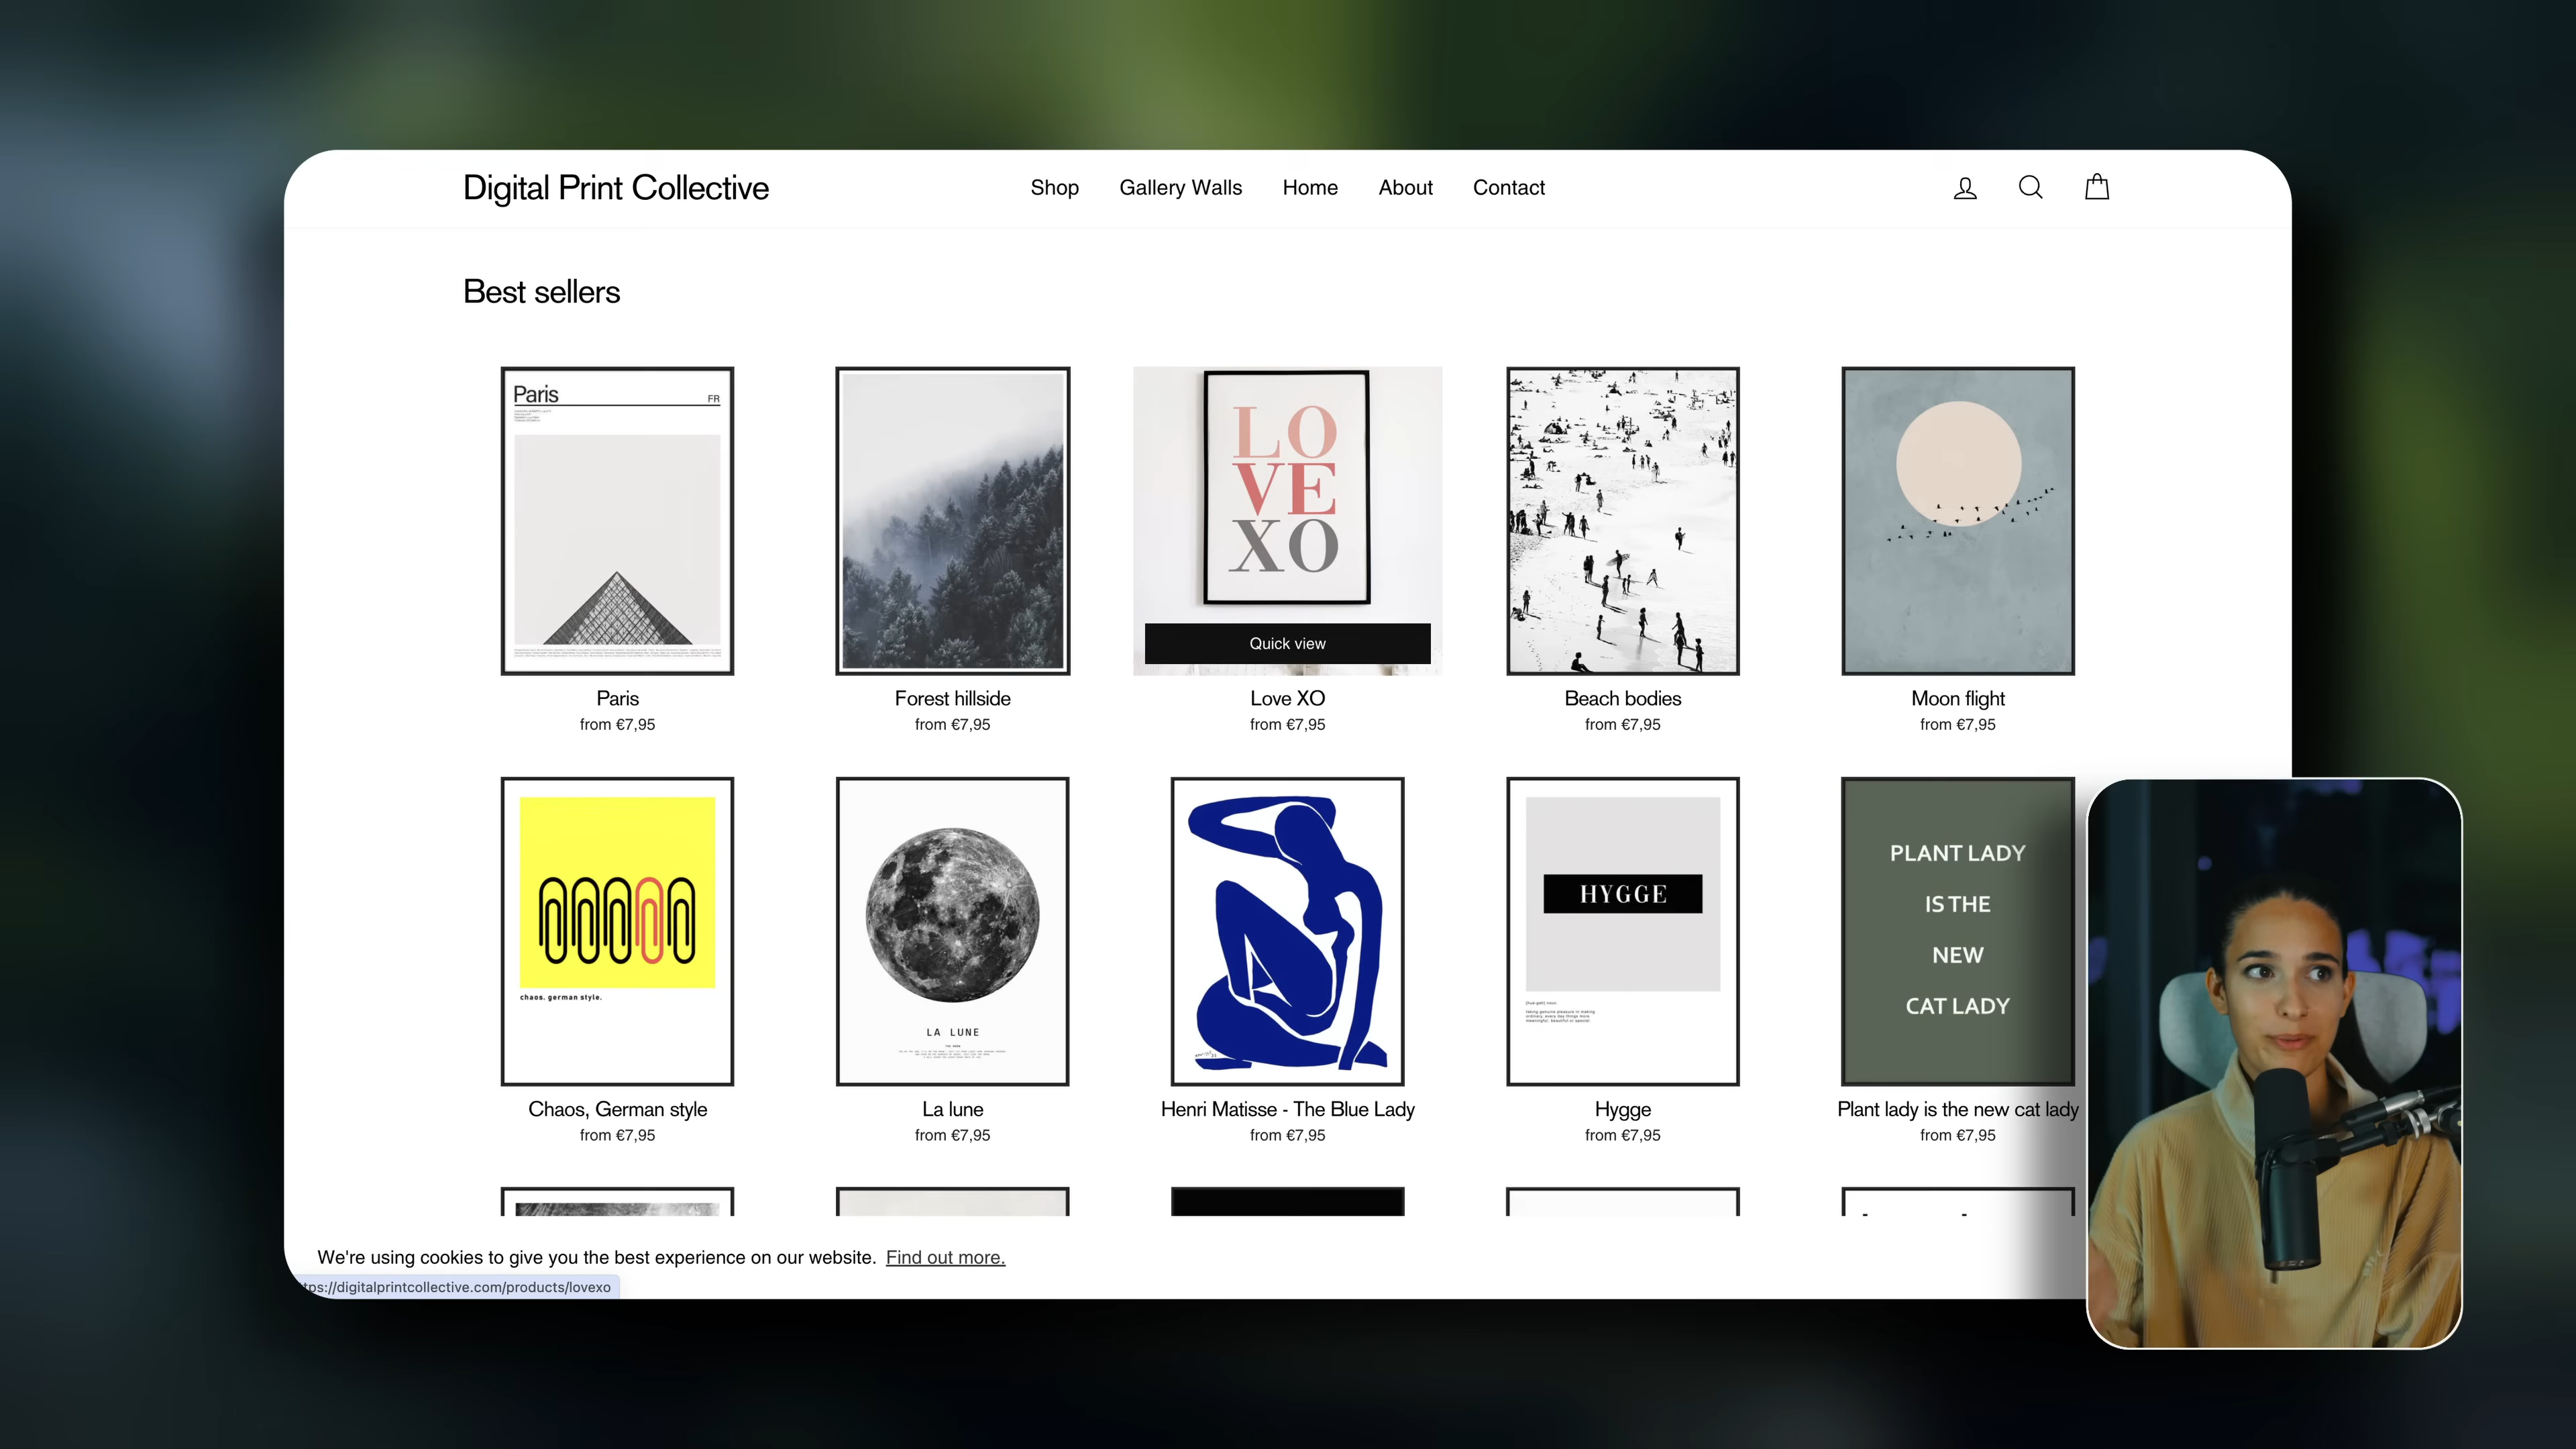 Digital Print Collective
Shop Gallery Walls Home About Contact
Best sellers
Paris FR
LO
VE
XO
Quick view
Paris
from €7,95
Forest hillside
from €7,95
Love XO
from €7,95
Beach bodies
from €7,95
Moon flight
from €7,95
chaos. german style.
LA LUNE
THE MOON
HYGGE
PLANT LADY
IS THE
NEW
CAT LADY
Chaos, German style
from €7,95
La lune
from €7,95
Henri Matisse - The Blue Lady
from €7,95
Hygge
from €7,95
Plant lady is the new cat lady
from €7,95
We're using cookies to give you the best experience on our website. Find out more.
tps://digitalprintcollective.com/products/lovexo